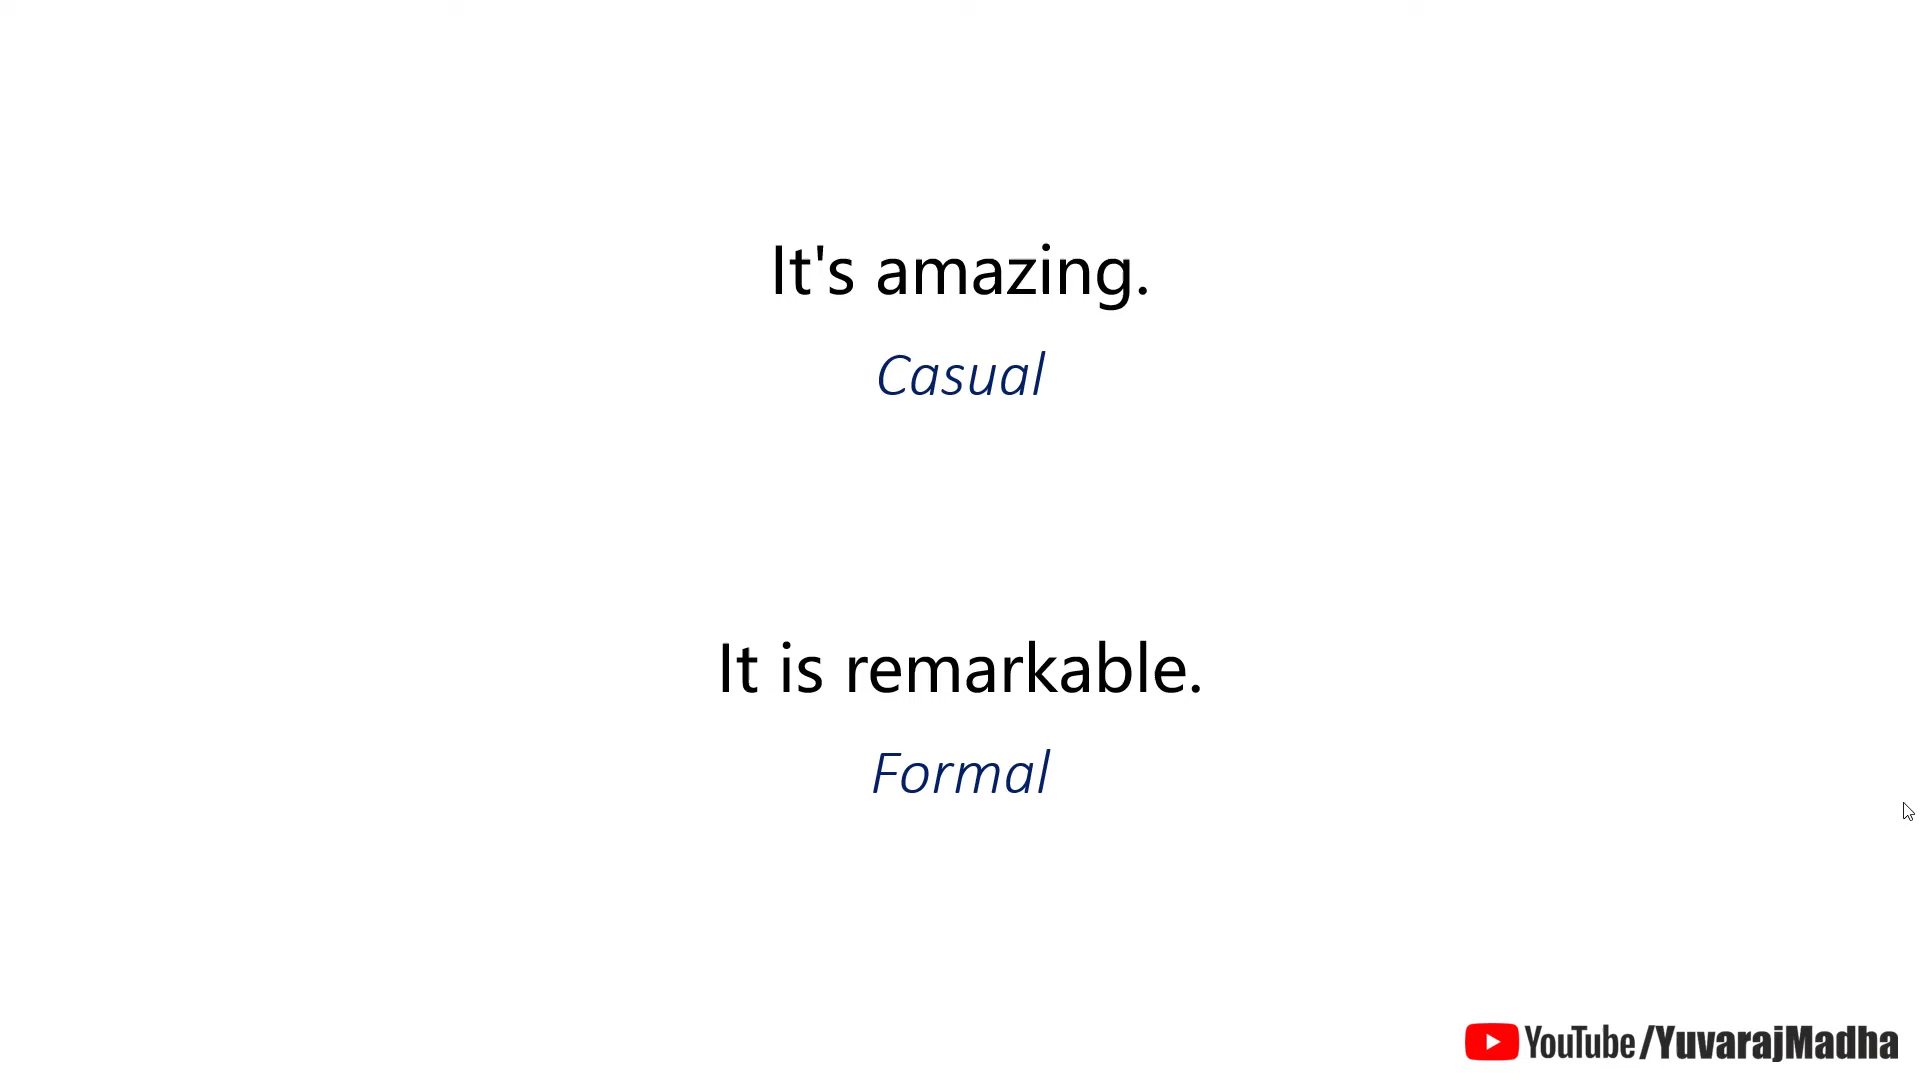 It's amazing.
Casual
It is remarkable.
Formal
YouTube/YuvarajMadha